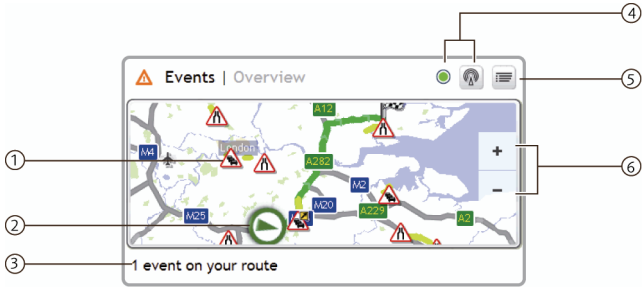 4
Events | Overview
5
A12
London
1
M4
A282
+
6
M2
-
M20
M25
A229
A2
2
3
1 event on your route